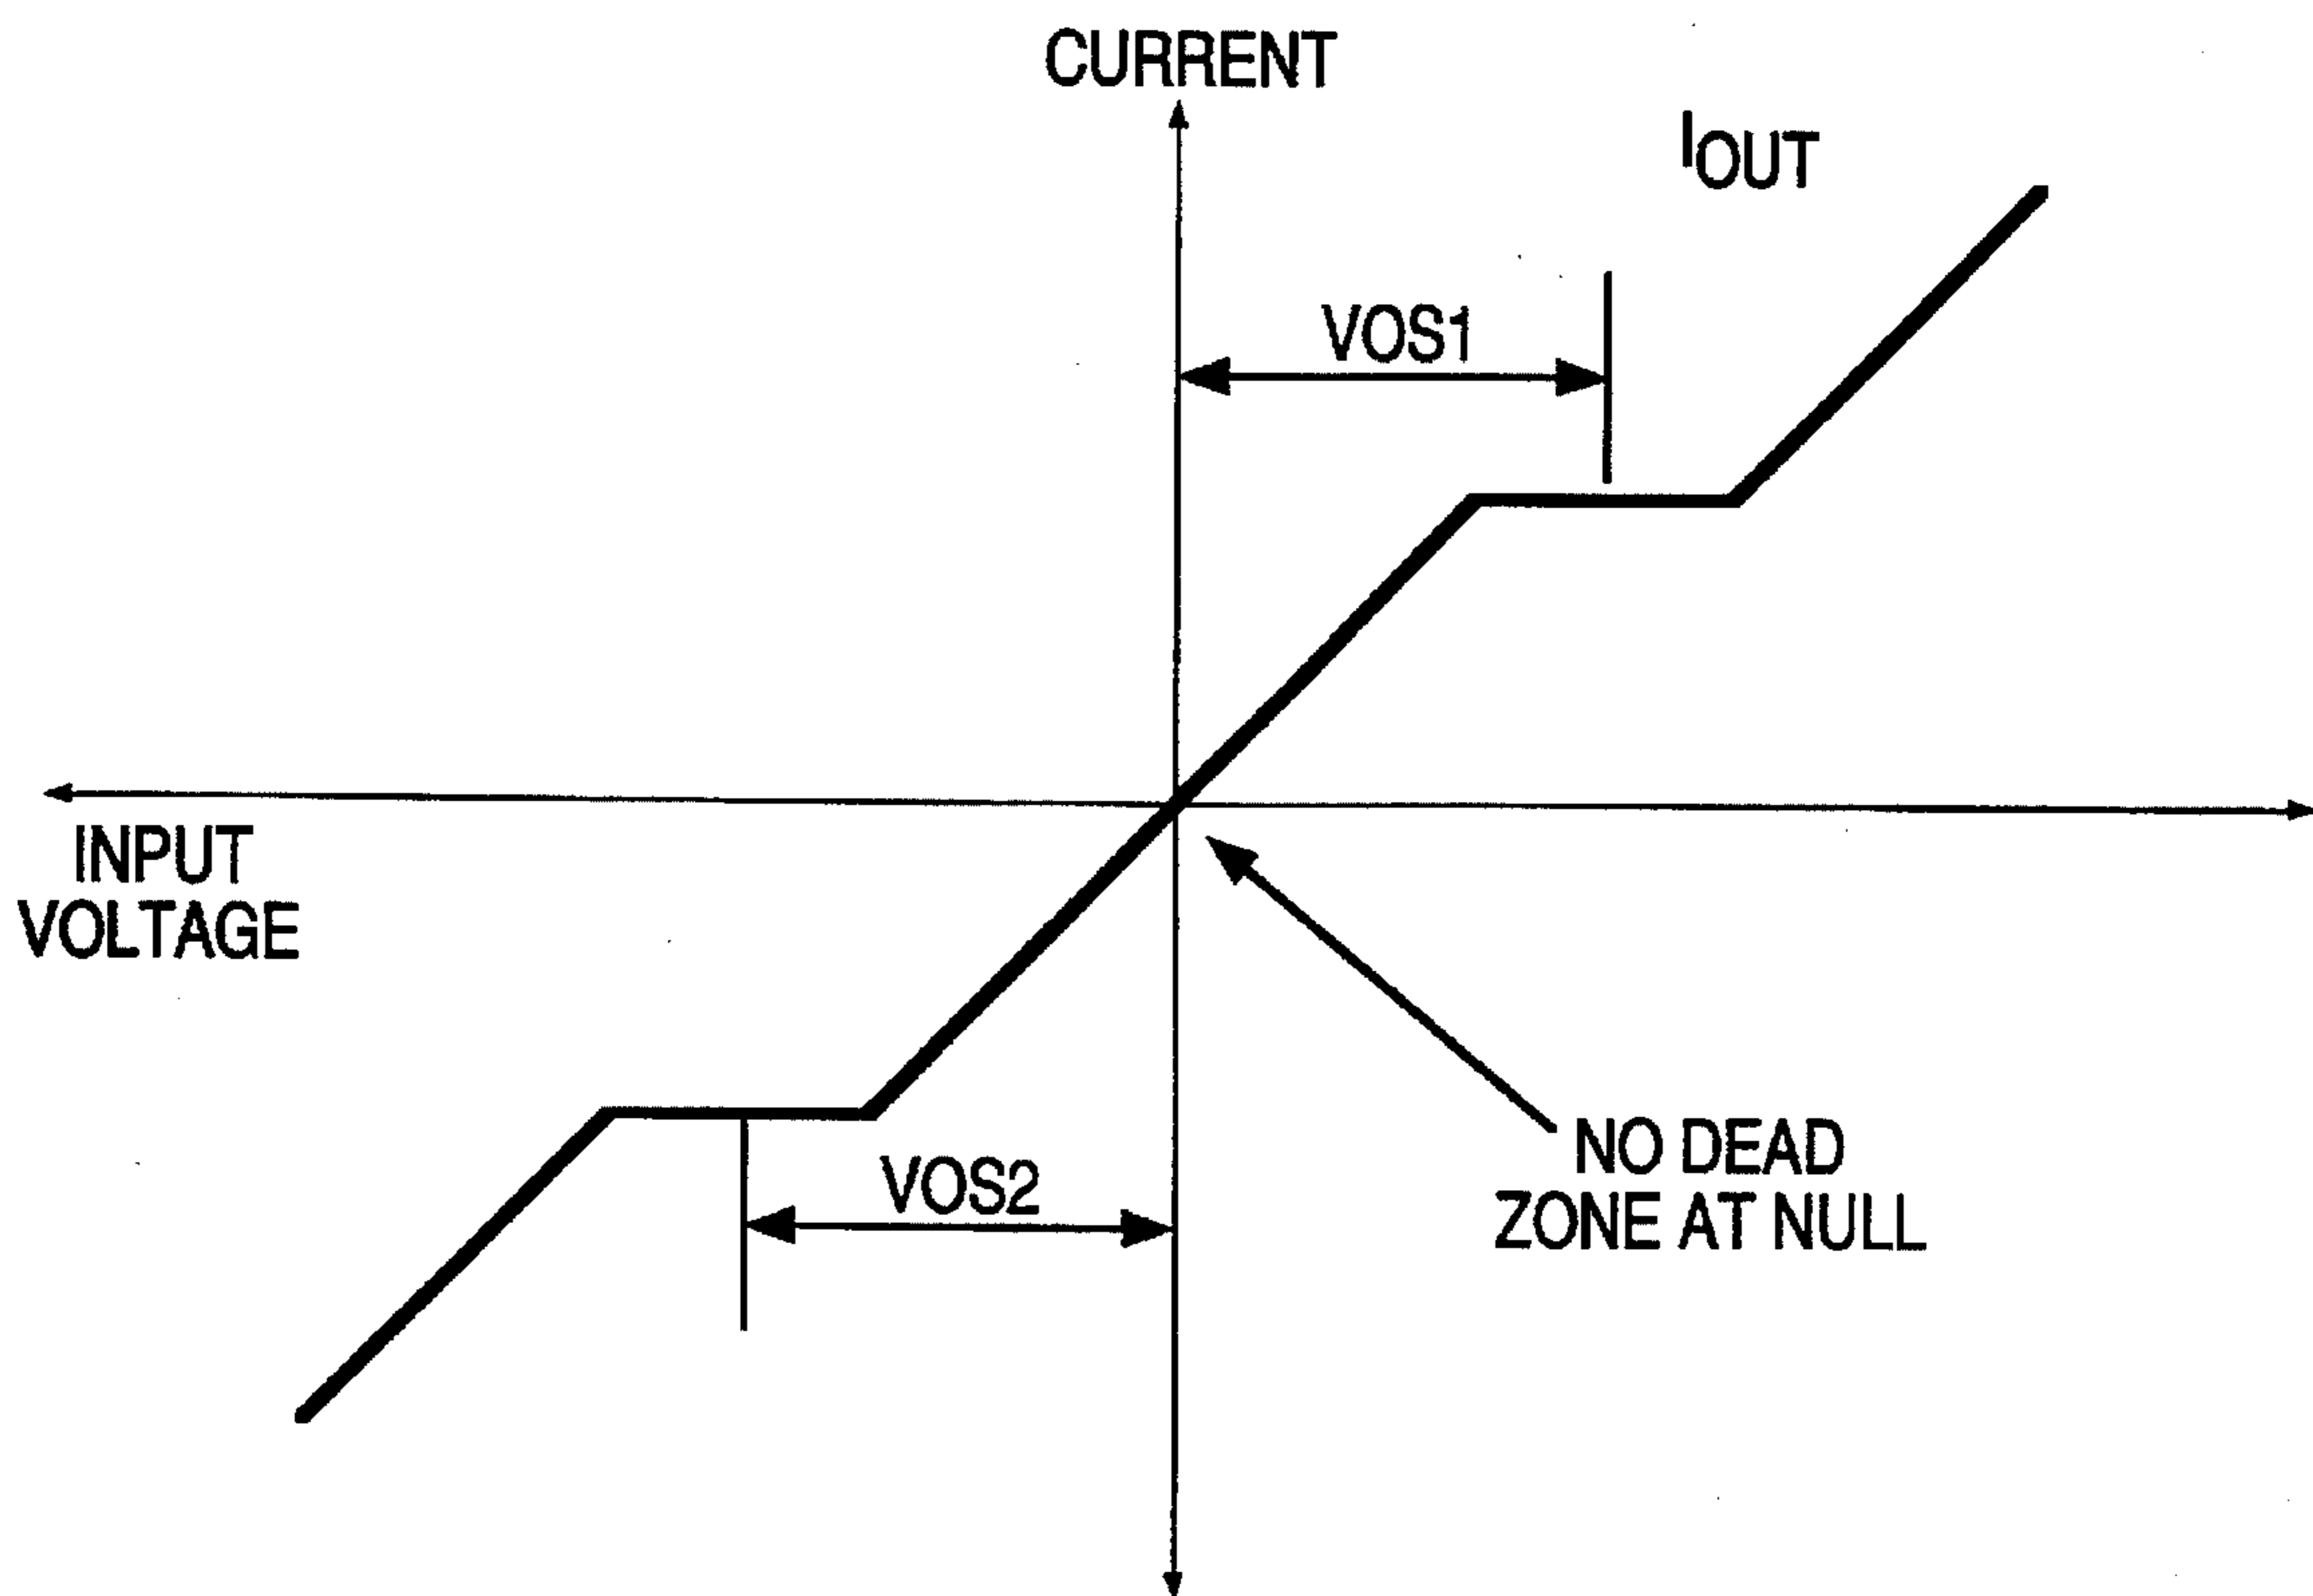 CURRENT
IOUT
VOS1
INPUT
VOLTAGE
VOS2
NO DEAD
ZONE AT NULL